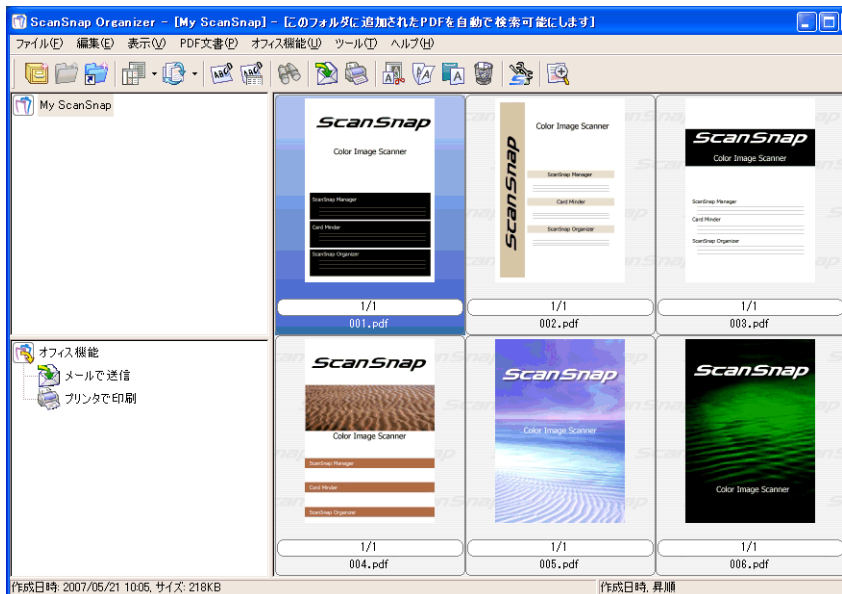 ScanSnap Organizer - [My ScanSnap] - [このフォルダに追加されたPDFを自動で検索可能にします]
ファイル(F) 編集(E) 表示(V) PDF文書(P) オフィス機能(U) ツール(T) ヘルプ(H)
My ScanSnap
ScanSnap
Color Image Scanner
ScanSnap Manager
Card Minder
ScanSnap Organizer
1/1
001.pdf
ScanSnap
Color Image Scanner
ScanSnap Manager
Card Minder
ScanSnap Organizer
1/1
002.pdf
ScanSnap
Color Image Scanner
ScanSnap Manager
Card Minder
ScanSnap Organizer
1/1
003.pdf
オフィス機能
メールで送信
プリンタで印刷
ScanSnap
Color Image Scanner
ScanSnap Manager
Card Minder
ScanSnap Organizer
1/1
004.pdf
ScanSnap
Color Image Scanner
1/1
005.pdf
ScanSnap
Color Image Scanner
1/1
006.pdf
作成日時: 2007/05/21 10:05, サイズ: 218KB
作成日時, 昇順